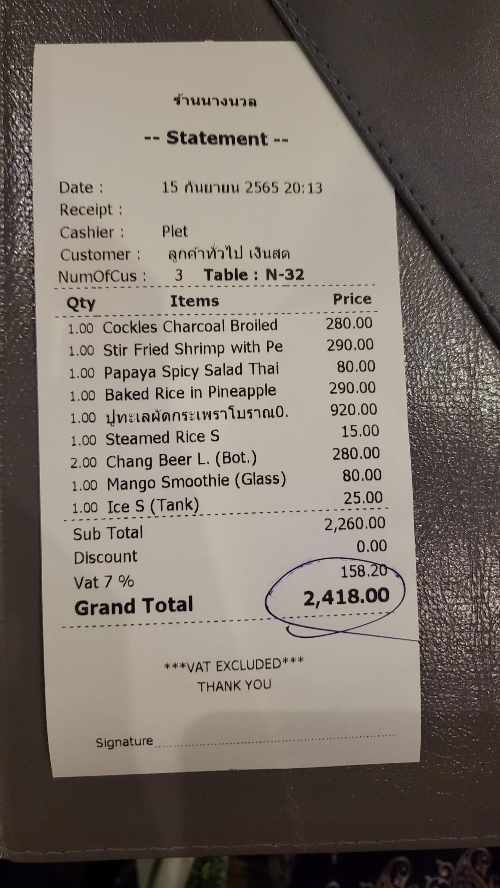 ร้านนางนวล
-- Statement --
Date : 15 กันยายน 2565 20:13
Receipt :
Cashier : Plet
Customer : ลูกค้าทั่วไป เงินสด
NumOfCus : 3 Table : N-32
Qty Items Price
1.00 Cockles Charcoal Broiled 280.00
1.00 Stir Fried Shrimp with Pe 290.00
1.00 Papaya Spicy Salad Thai 80.00
1.00 Baked Rice in Pineapple 290.00
1.00 ปูทะเลผัดกระเพราโบราณ0. 920.00
1.00 Steamed Rice S 15.00
2.00 Chang Beer L. (Bot.) 280.00
1.00 Mango Smoothie (Glass) 80.00
1.00 Ice S (Tank) 25.00
Sub Total 2,260.00
Discount 0.00
Vat 7 % 158.20
Grand Total 2,418.00
***VAT EXCLUDED***
THANK YOU
Signature